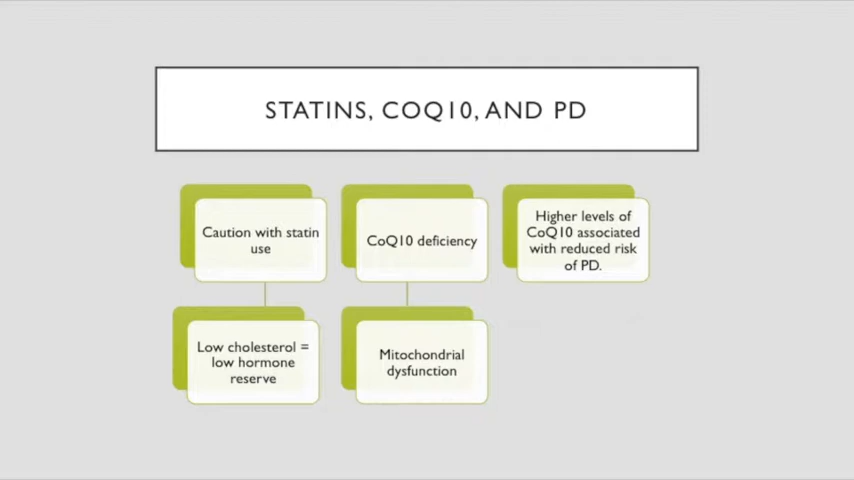 STATINS, COQ10, AND PD
Caution with statin
use
CoQ10 deficiency
Higher levels of
CoQ10 associated
with reduced risk
of PD.
Low cholesterol =
low hormone
reserve
Mitochondrial
dysfunction